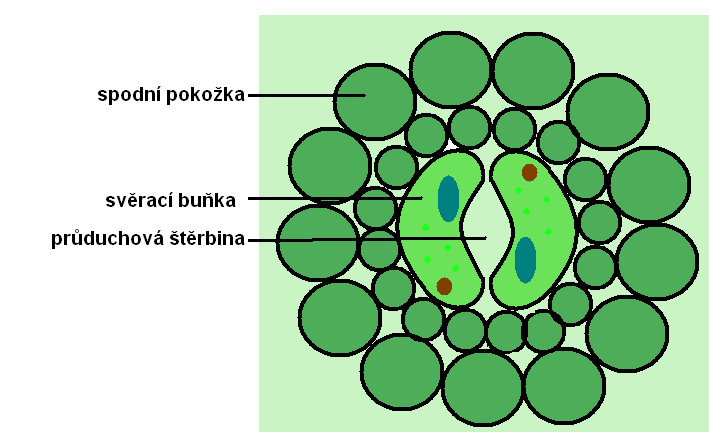 spodní pokožka
svěrací buňka
průduchová štěrbina